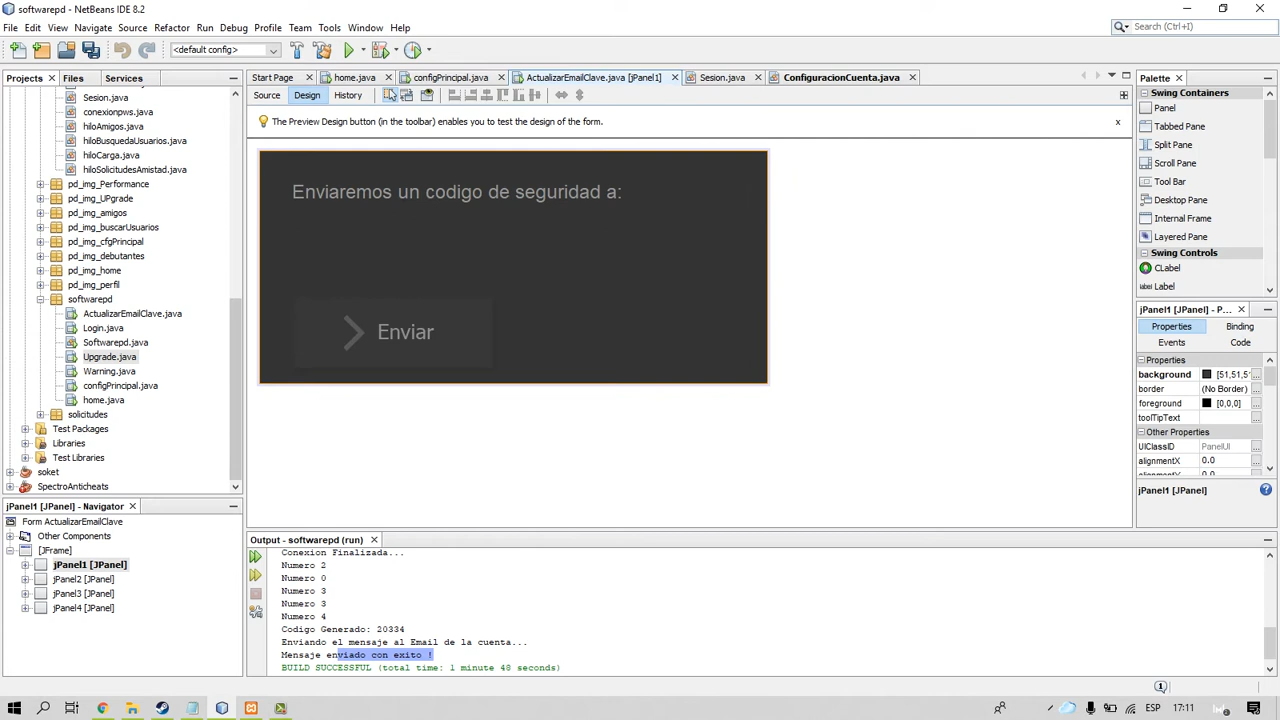 softwarepd - NetBeans IDE 8.2
File Edit View Navigate Source Refactor Run Debug Profile Team Tools Window Help
Search (Ctrl+I)
<default config>
Projects Files Services
Start Page home.java configPrincipal.java ActualizarEmailClave.java [jPanel1] Sesion.java ConfiguracionCuenta.java
Source Design History
The Preview Design button (in the toolbar) enables you to test the design of the form.
x
Sesion.java
conexionpws.java
hiloAmigos.java
hiloBusquedaUsuarios.java
hiloCarga.java
hiloSolicitudesAmistad.java
pd_img_Performance
pd_img_UPgrade
pd_img_amigos
pd_img_buscarUsuarios
pd_img_cfgPrincipal
pd_img_debutantes
pd_img_home
pd_img_perfil
softwarepd
ActualizarEmailClave.java
Login.java
Softwarepd.java
Upgrade.java
Warning.java
configPrincipal.java
home.java
solicitudes
Test Packages
Libraries
Test Libraries
soket
SpectroAnticheats
jPanel1 [JPanel] - Navigator
Form ActualizarEmailClave
Other Components
[JFrame]
jPanel1 [JPanel]
jPanel2 [JPanel]
jPanel3 [JPanel]
jPanel4 [JPanel]
Enviaremos un codigo de seguridad a:
Enviar
Output - softwarepd (run)
Conexion Finalizada...
Numero 2
Numero 0
Numero 3
Numero 3
Numero 4
Codigo Generado: 20334
Enviando el mensaje al Email de la cuenta...
Mensaje enviado con exito !
BUILD SUCCESSFUL (total time: 1 minute 48 seconds)
Palette
Swing Containers
Panel
Tabbed Pane
Split Pane
Scroll Pane
Tool Bar
Desktop Pane
Internal Frame
Layered Pane
Swing Controls
CLabel
label Label
jPanel1 [JPanel] - P...
Properties Binding
Events Code
Properties
background [51,51,5
border (No Border)
foreground [0,0,0]
toolTipText
Other Properties
UIClassID PanelUI
alignmentX 0.0
jPanel1 [JPanel]
1
ESP 17:11